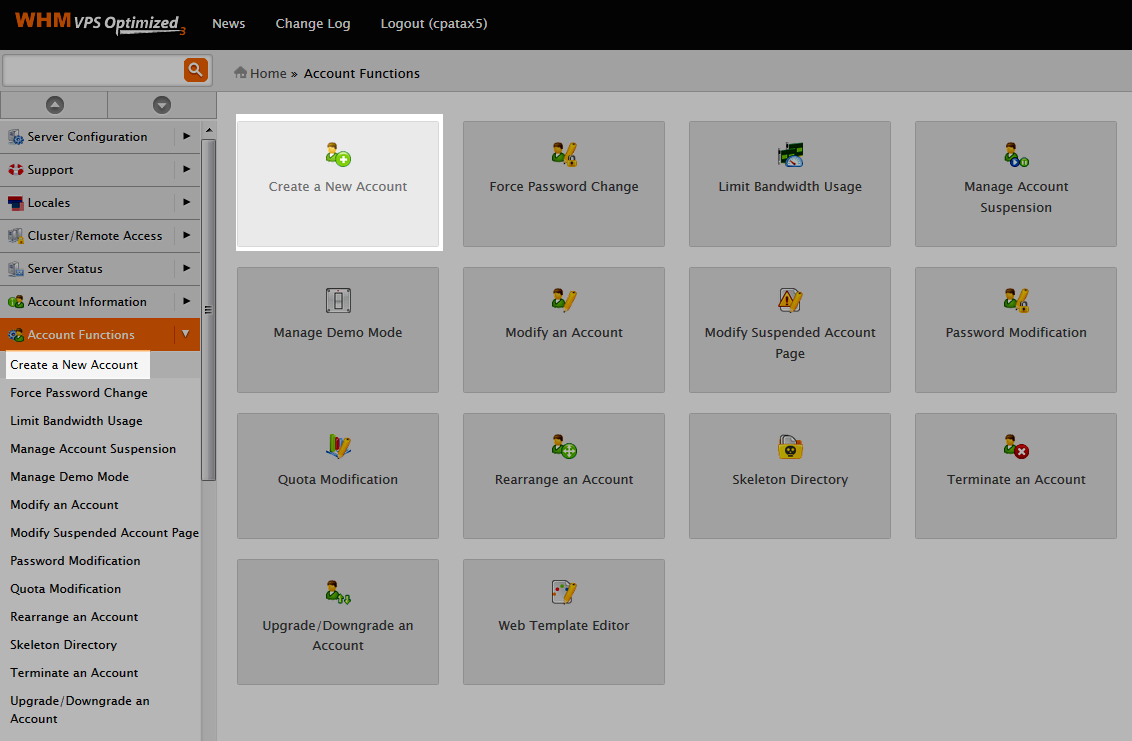 WHM VPS Optimized 3
News
Change Log
Logout (cpatax5)
Home » Account Functions
Server Configuration
Support
Locales
Cluster/Remote Access
Server Status
Account Information
Account Functions
Create a New Account
Force Password Change
Limit Bandwidth Usage
Manage Account Suspension
Manage Demo Mode
Modify an Account
Modify Suspended Account Page
Password Modification
Quota Modification
Rearrange an Account
Skeleton Directory
Terminate an Account
Upgrade/Downgrade an
Account
Create a New Account
Force Password Change
Limit Bandwidth Usage
Manage Account
Suspension
Manage Demo Mode
Modify an Account
Modify Suspended Account
Page
Password Modification
Quota Modification
Rearrange an Account
Skeleton Directory
Terminate an Account
Upgrade/Downgrade an
Account
Web Template Editor